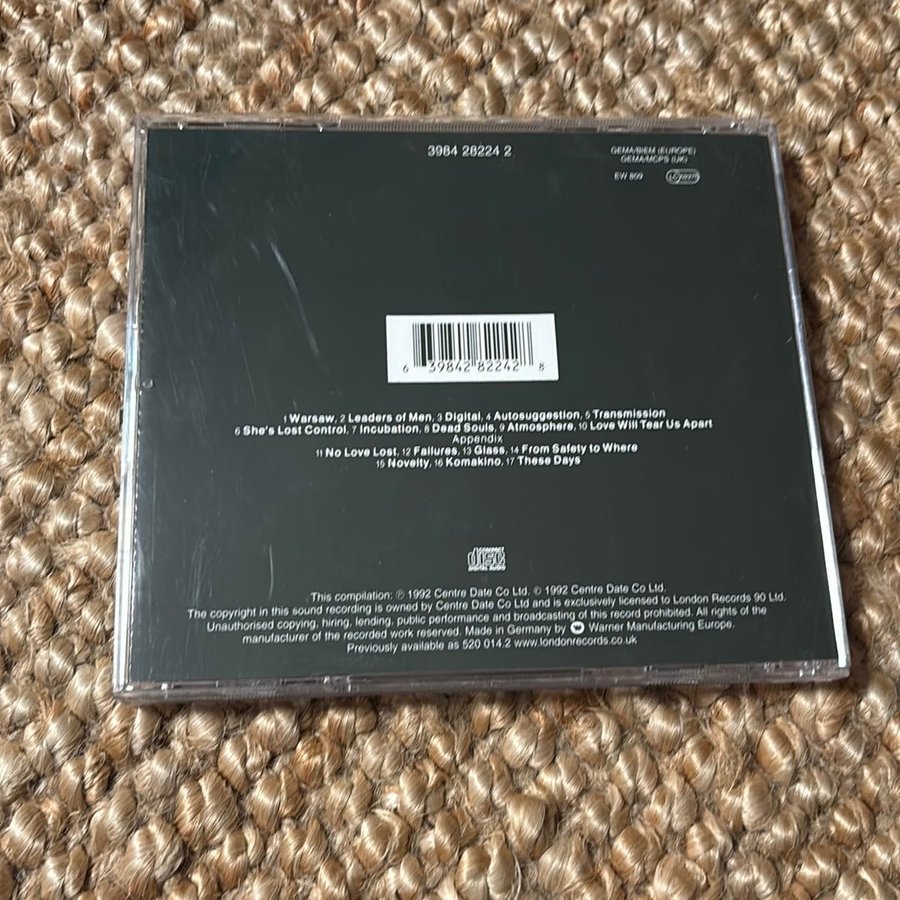 3984 28224 2
GEMA/BIEM (EUROPE)
GEMA/MCPS (UK)
EW 809
LC 00979
6 39842 82242 8
1 Warsaw, 2 Leaders of Men, 3 Digital, 4 Autosuggestion, 5 Transmission
6 She's Lost Control, 7 Incubation, 8 Dead Souls, 9 Atmosphere, 10 Love Will Tear Us Apart
Appendix
11 No Love Lost, 12 Failures, 13 Glass, 14 From Safety to Where
15 Novelty, 16 Komakino, 17 These Days
COMPACT
disc
DIGITAL AUDIO
This compilation: ℗ 1992 Centre Date Co Ltd. © 1992 Centre Date Co Ltd.
The copyright in this sound recording is owned by Centre Date Co Ltd and is exclusively licensed to London Records 90 Ltd.
Unauthorised copying, hiring, lending, public performance and broadcasting of this record prohibited. All rights of the
manufacturer of the recorded work reserved. Made in Germany by Warner Manufacturing Europe.
Previously available as 520 014.2 www.londonrecords.co.uk